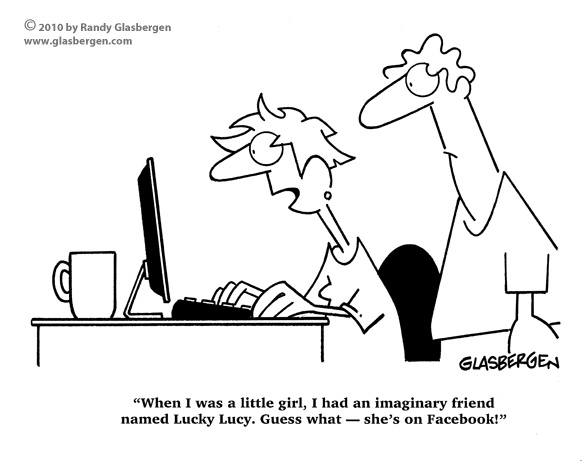 © 2010 by Randy Glasbergen
www.glasbergen.com
GLASBERGEN
“When I was a little girl, I had an imaginary friend
named Lucky Lucy. Guess what — she’s on Facebook!”